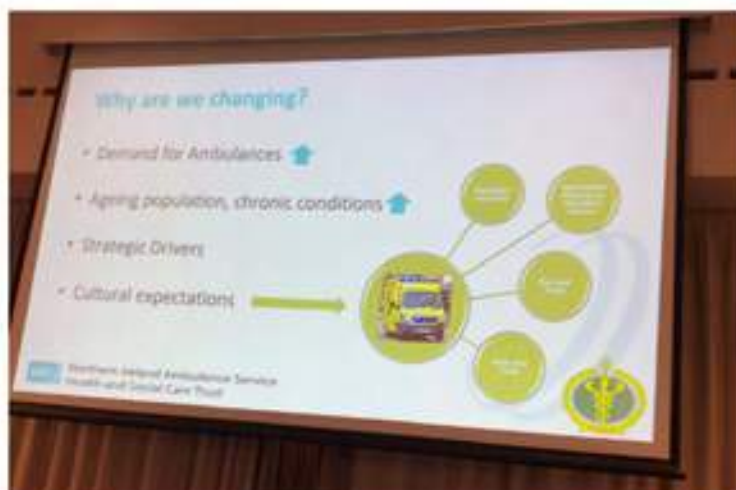 Why are we changing?
• Demand for Ambulances
• Ageing population, chronic conditions
• Strategic Drivers
• Cultural expectations
Northern Ireland Ambulance Service
Health and Social Care Trust